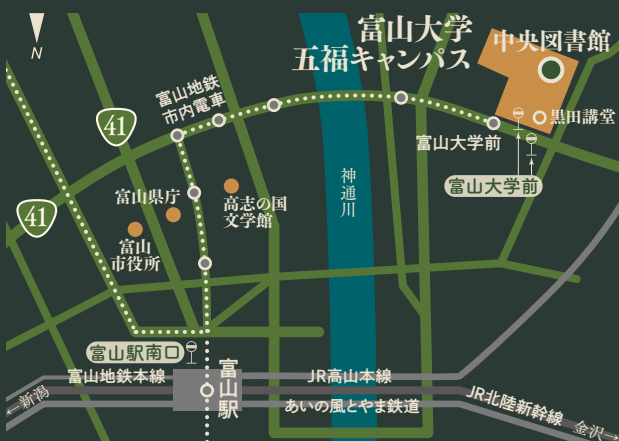 N
富山大学
五福キャンパス
中央図書館
黒田講堂
富山地鉄
市内電車
41
富山大学前
富山大学前
41
富山県庁
高志の国
文学館
富山
市役所
神通川
富山駅南口
富山地鉄本線
富山駅
JR高山本線
あいの風とやま鉄道
JR北陸新幹線
←新潟
金沢→